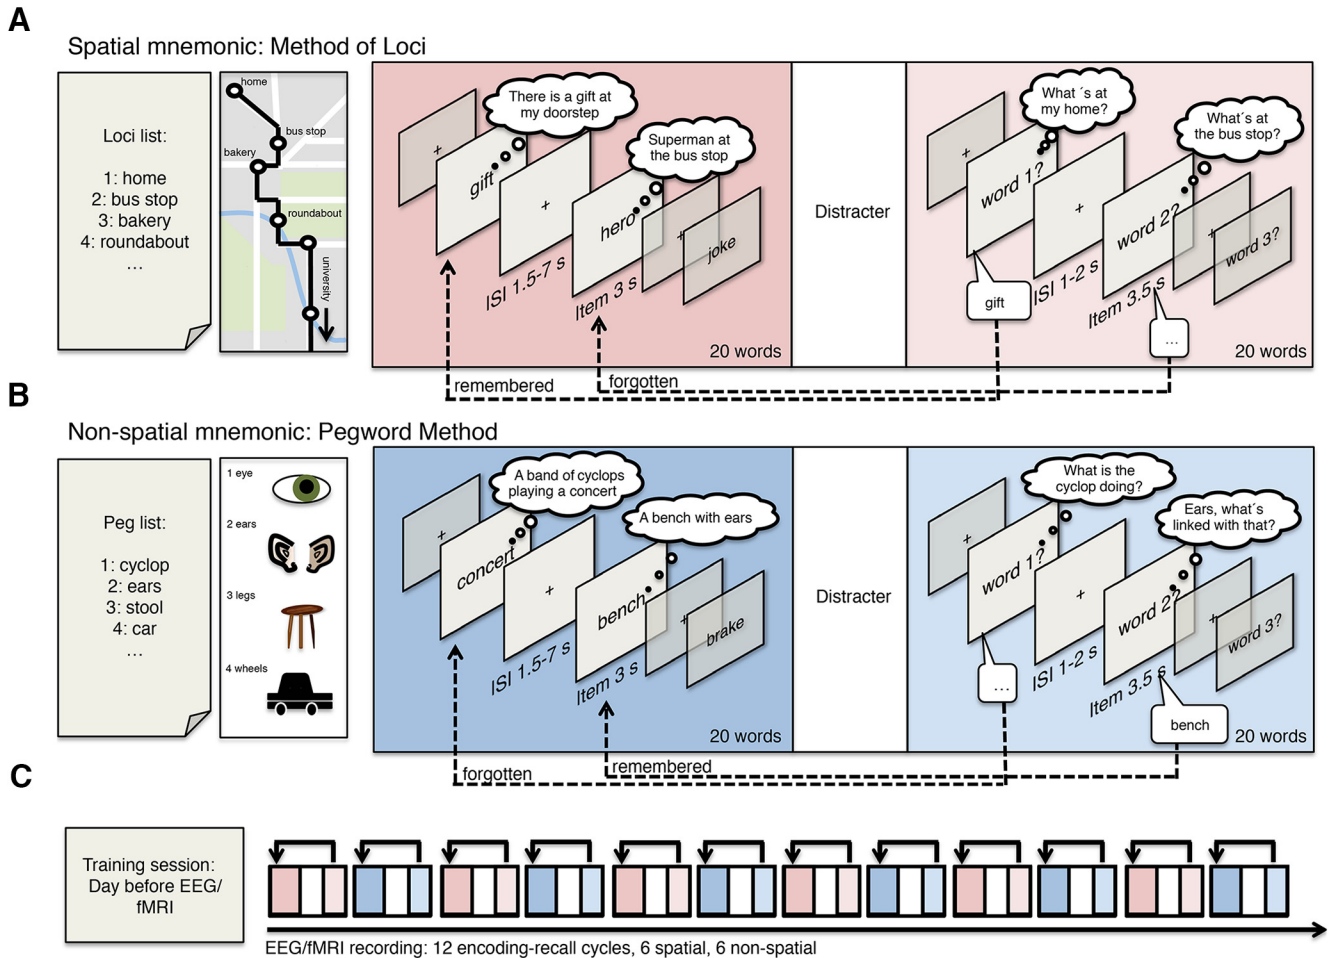 A
Spatial mnemonic: Method of Loci
Loci list:
1: home
2: bus stop
3: bakery
4: roundabout
...
home
bus stop
bakery
roundabout
university
There is a gift at
my doorstep
Superman at
the bus stop
+
gift
+
hero
+
joke
ISI 1.5-7 s
Item 3 s
20 words
Distracter
What ´s at
my home?
What´s at
the bus stop?
+
word 1?
+
word 2?
+
word 3?
gift
ISI 1-2 s
Item 3.5 s
...
20 words
remembered
forgotten
B
Non-spatial mnemonic: Pegword Method
Peg list:
1: cyclop
2: ears
3: stool
4: car
...
1 eye
2 ears
3 legs
4 wheels
A band of cyclops
playing a concert
A bench with ears
+
concert
+
bench
+
brake
ISI 1.5-7 s
Item 3 s
20 words
Distracter
What is the
cyclop doing?
Ears, what´s
linked with that?
+
word 1?
+
word 2?
+
word 3?
...
ISI 1-2 s
Item 3.5 s
bench
20 words
forgotten
remembered
C
Training session:
Day before EEG/
fMRI
EEG/fMRI recording: 12 encoding-recall cycles, 6 spatial, 6 non-spatial